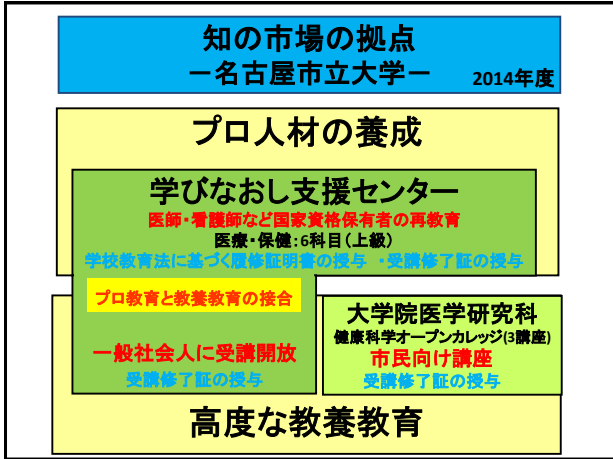 知の市場の拠点
－名古屋市立大学－ 2014年度
プロ人材の養成
学びなおし支援センター
医師・看護師など国家資格保有者の再教育
医療・保健:6科目(上級)
学校教育法に基づく履修証明書の授与 ・受講修了証の授与
プロ教育と教養教育の接合
一般社会人に受講開放
受講修了証の授与
大学院医学研究科
健康科学オープンカレッジ(3講座)
市民向け講座
受講修了証の授与
高度な教養教育